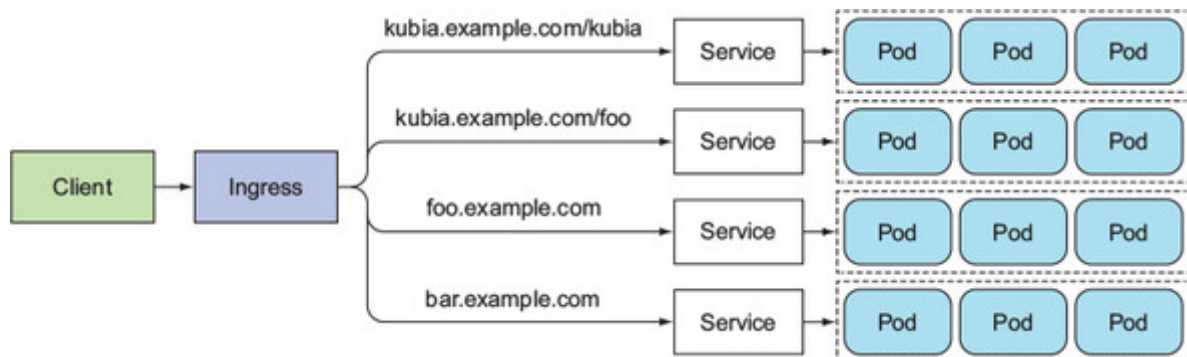 kubia.example.com/kubia
Service
Pod
Pod
Pod
kubia.example.com/foo
Service
Pod
Pod
Pod
Client
Ingress
foo.example.com
Service
Pod
Pod
Pod
bar.example.com
Service
Pod
Pod
Pod